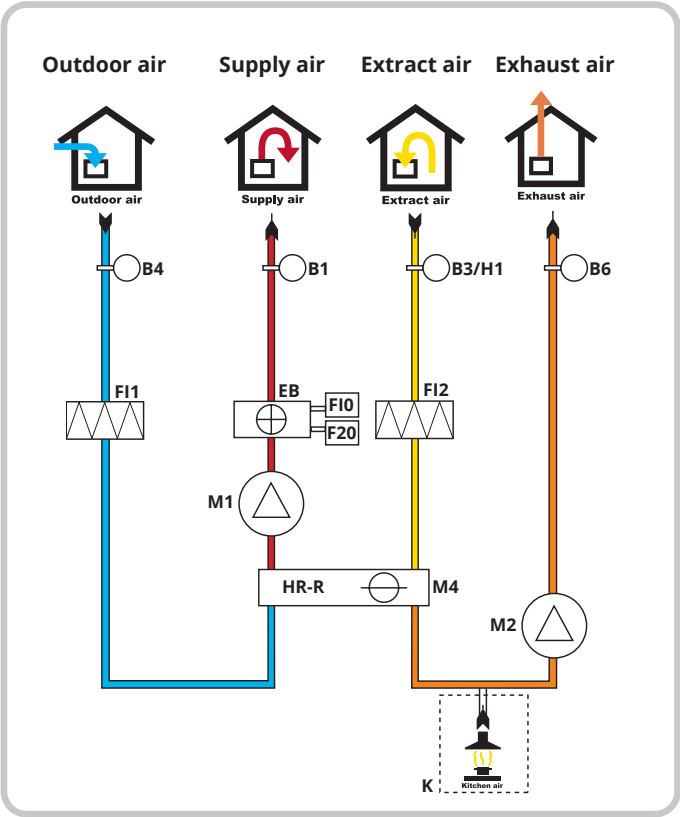 Outdoor air Supply air Extract air Exhaust air
Outdoor air Supply air Extract air Exhaust air
B4 B1 B3/H1 B6
FI1 EB FI0 FI2
F20
M1
HR-R M4
M2
K Kitchen air